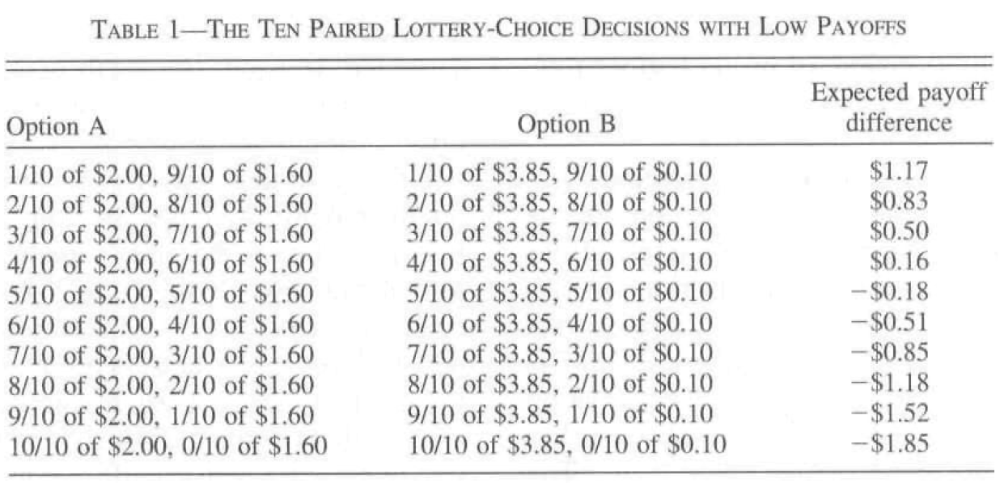 TABLE 1—THE TEN PAIRED LOTTERY-CHOICE DECISIONS WITH LOW PAYOFFS
Option A Option B Expected payoff difference
1/10 of $2.00, 9/10 of $1.60 1/10 of $3.85, 9/10 of $0.10 $1.17
2/10 of $2.00, 8/10 of $1.60 2/10 of $3.85, 8/10 of $0.10 $0.83
3/10 of $2.00, 7/10 of $1.60 3/10 of $3.85, 7/10 of $0.10 $0.50
4/10 of $2.00, 6/10 of $1.60 4/10 of $3.85, 6/10 of $0.10 $0.16
5/10 of $2.00, 5/10 of $1.60 5/10 of $3.85, 5/10 of $0.10 −$0.18
6/10 of $2.00, 4/10 of $1.60 6/10 of $3.85, 4/10 of $0.10 −$0.51
7/10 of $2.00, 3/10 of $1.60 7/10 of $3.85, 3/10 of $0.10 −$0.85
8/10 of $2.00, 2/10 of $1.60 8/10 of $3.85, 2/10 of $0.10 −$1.18
9/10 of $2.00, 1/10 of $1.60 9/10 of $3.85, 1/10 of $0.10 −$1.52
10/10 of $2.00, 0/10 of $1.60 10/10 of $3.85, 0/10 of $0.10 −$1.85